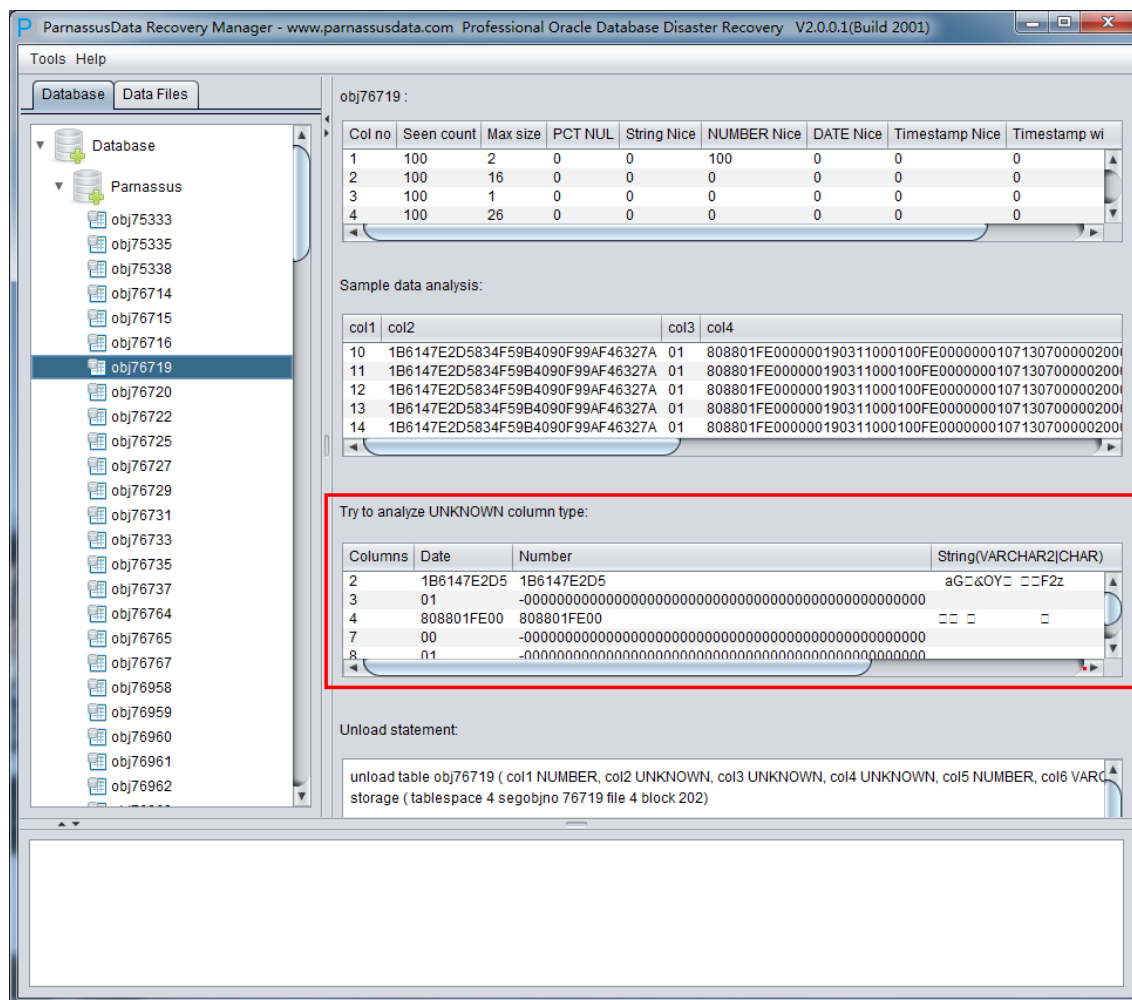 ParnassusData Recovery Manager - www.parnassusdata.com Professional Oracle Database Disaster Recovery V2.0.0.1(Build 2001)
Tools Help
Database Data Files
Database
Parnassus
obj75333
obj75335
obj75338
obj76714
obj76715
obj76716
obj76719
obj76720
obj76722
obj76725
obj76727
obj76729
obj76731
obj76733
obj76735
obj76737
obj76764
obj76765
obj76767
obj76958
obj76959
obj76960
obj76961
obj76962
obj76719 :
Col no Seen count Max size PCT NUL String Nice NUMBER Nice DATE Nice Timestamp Nice Timestamp wi
1 100 2 0 0 100 0 0 0
2 100 16 0 0 0 0 0 0
3 100 1 0 0 0 0 0 0
4 100 26 0 0 0 0 0 0
Sample data analysis:
col1 col2 col3 col4
10 1B6147E2D5834F59B4090F99AF46327A 01 808801FE000000190311000100FE0000000107130700000200
11 1B6147E2D5834F59B4090F99AF46327A 01 808801FE000000190311000100FE0000000107130700000200
12 1B6147E2D5834F59B4090F99AF46327A 01 808801FE000000190311000100FE0000000107130700000200
13 1B6147E2D5834F59B4090F99AF46327A 01 808801FE000000190311000100FE0000000107130700000200
14 1B6147E2D5834F59B4090F99AF46327A 01 808801FE000000190311000100FE0000000107130700000200
Try to analyze UNKNOWN column type:
Columns Date Number String(VARCHAR2|CHAR)
2 1B6147E2D5 1B6147E2D5
3 01
4 808801FE00 808801FE00
7 00
8 01
Unload statement:
unload table obj76719 ( col1 NUMBER, col2 UNKNOWN, col3 UNKNOWN, col4 UNKNOWN, col5 NUMBER, col6 VARC
storage ( tablespace 4 segobjno 76719 file 4 block 202)